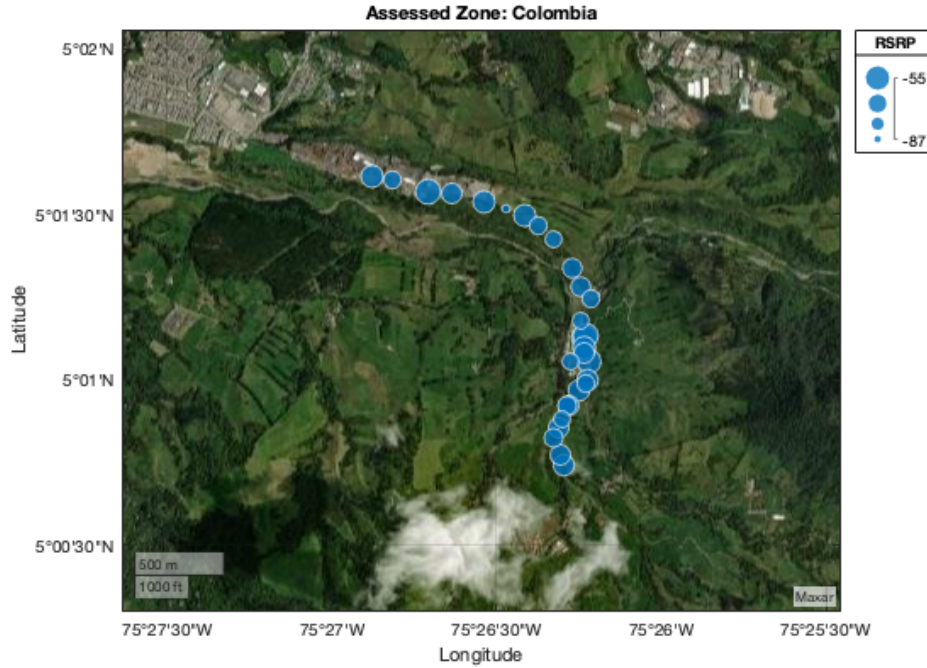 Assessed Zone: Colombia
5°02'N
5°01'30"N
5°01'N
5°00'30"N
Latitude
500 m
1000 ft
Maxar
75°27'30"W
75°27'W
75°26'30"W
75°26'W
75°25'30"W
Longitude
RSRP
-55
-87